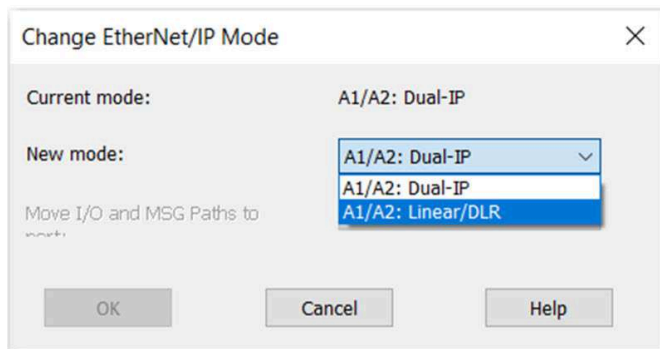 Change EtherNet/IP Mode
Current mode: A1/A2: Dual-IP
New mode: A1/A2: Dual-IP
A1/A2: Dual-IP
A1/A2: Linear/DLR
Move I/O and MSG Paths to
OK Cancel Help